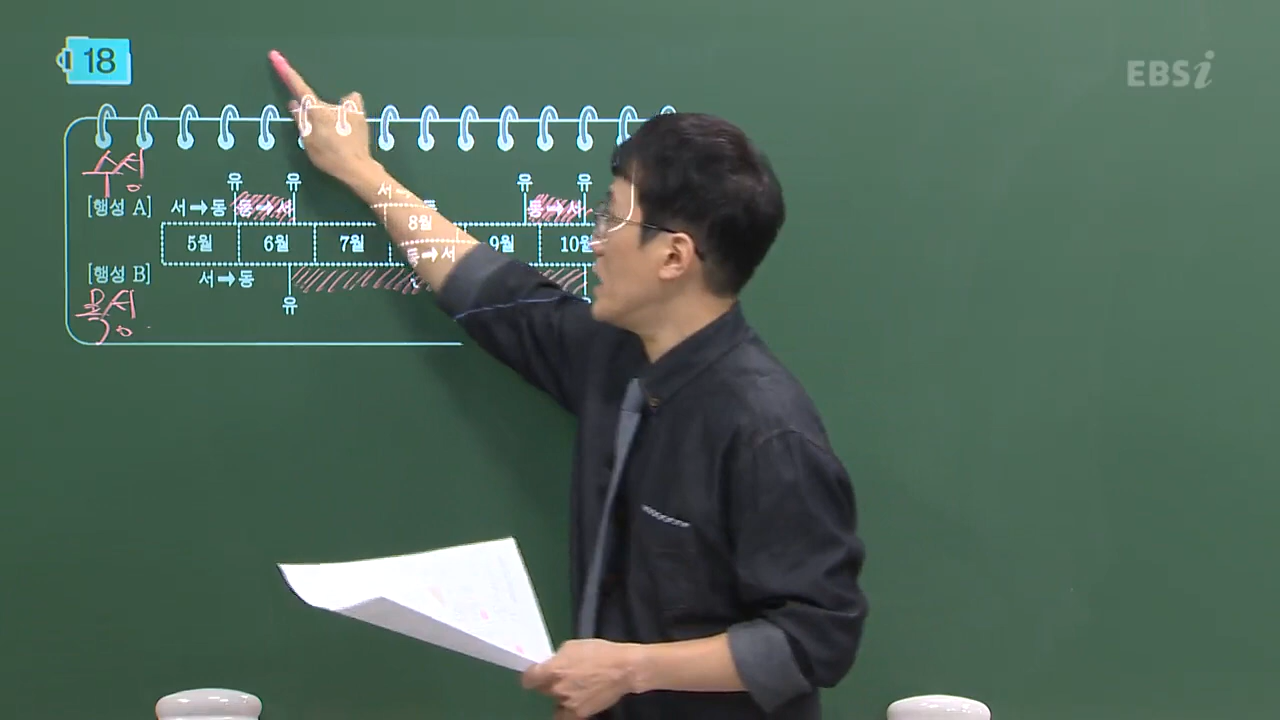 18
EBSi
수성
유 유 유 유
[행성 A] 서→동 동→서 서→동 동→서
5월 6월 7월 8월 9월 10월
[행성 B] 서→동 동→서
유